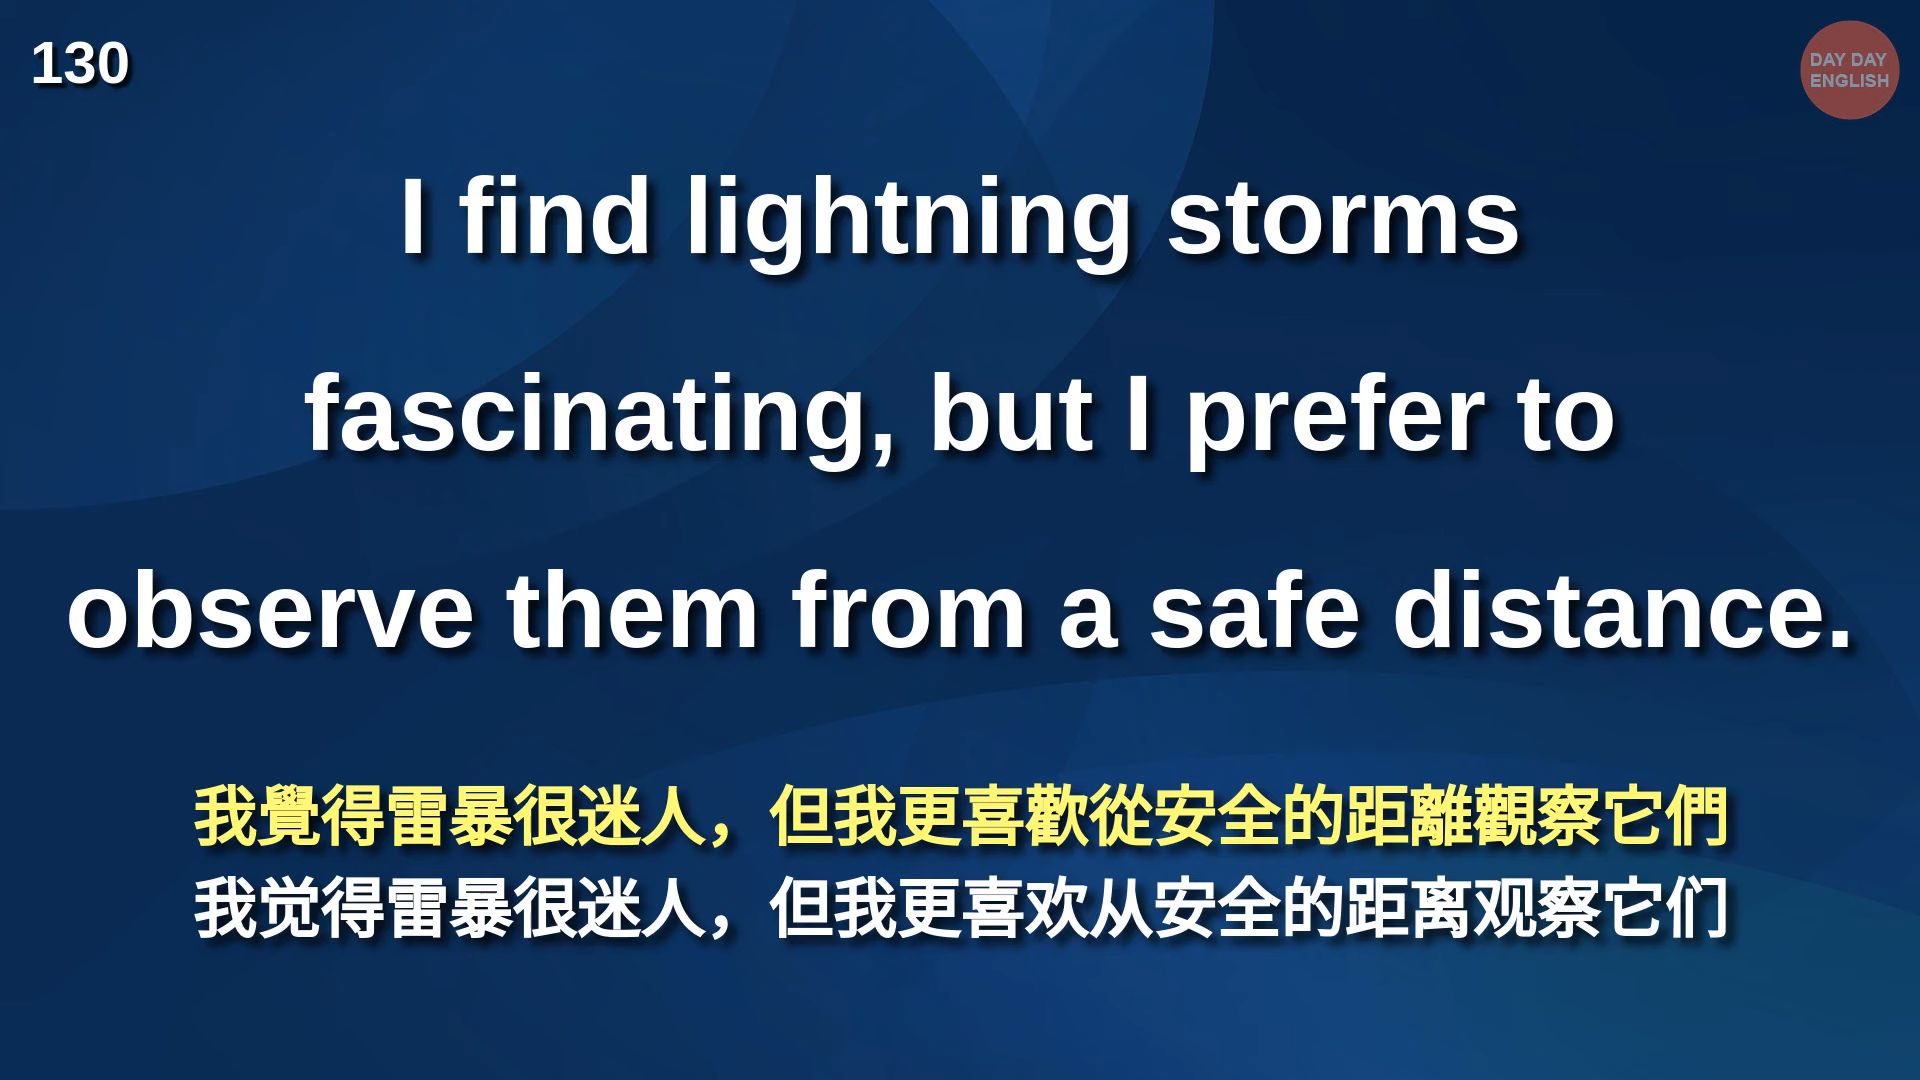 130
DAY DAY
ENGLISH
I find lightning storms
fascinating, but I prefer to
observe them from a safe distance.
我覺得雷暴很迷人，但我更喜歡從安全的距離觀察它們
我觉得雷暴很迷人，但我更喜欢从安全的距离观察它们